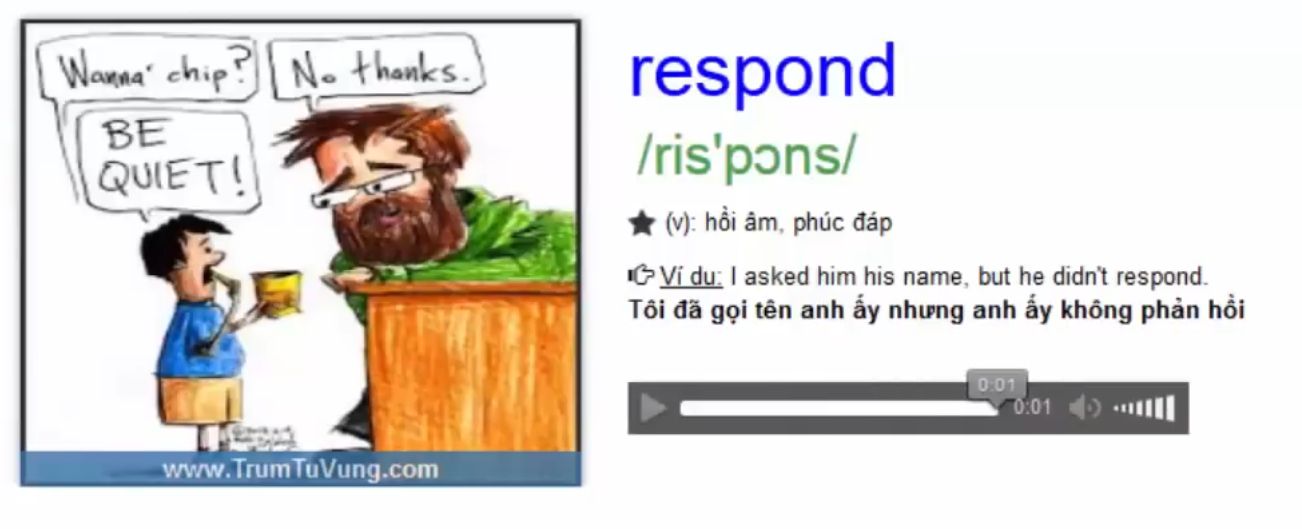 Wanna' chip?
No thanks.
BE
QUIET!
www.TrumTuVung.com
respond
/ris'pɔns/
(v): hồi âm, phúc đáp
Ví dụ: I asked him his name, but he didn't respond.
Tôi đã gọi tên anh ấy nhưng anh ấy không phản hồi
0:01
0:01